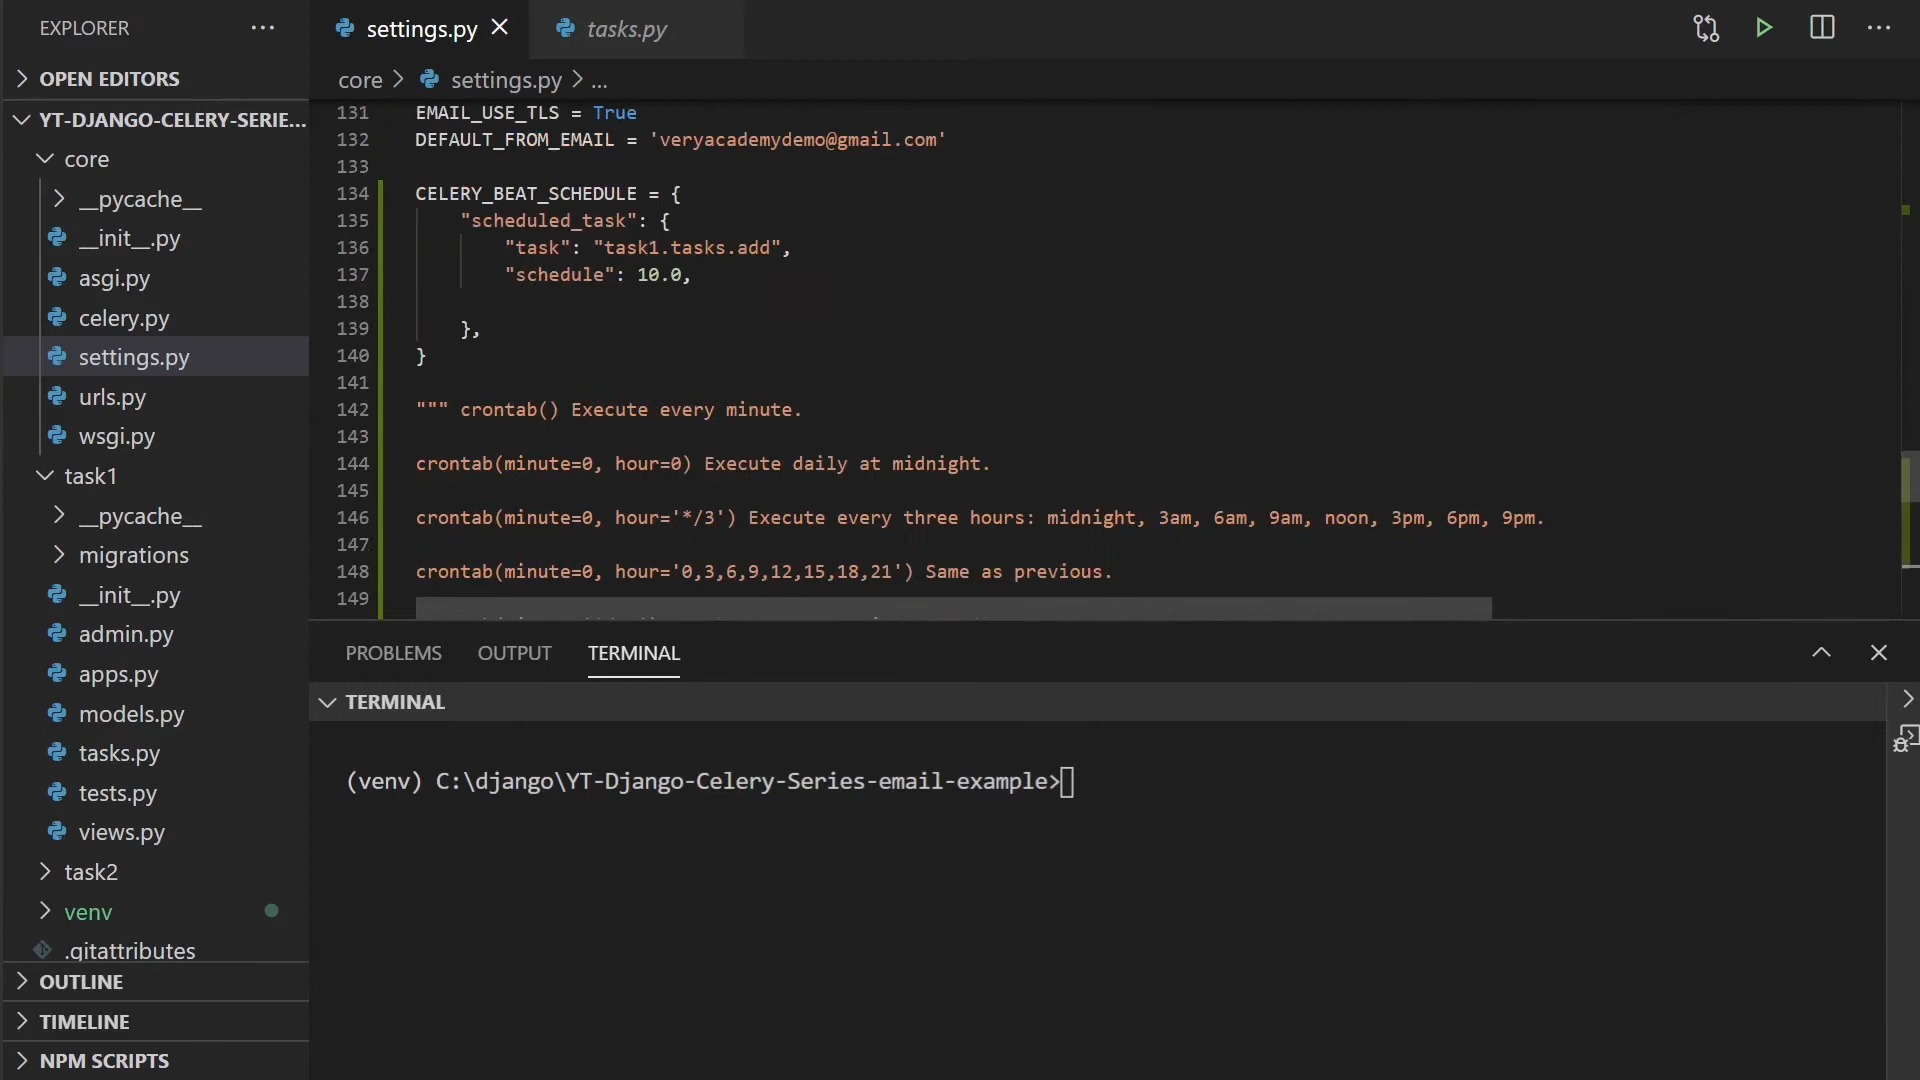 EXPLORER
OPEN EDITORS
YT-DJANGO-CELERY-SERIE...
core
__pycache__
__init__.py
asgi.py
celery.py
settings.py
urls.py
wsgi.py
task1
__pycache__
migrations
__init__.py
admin.py
apps.py
models.py
tasks.py
tests.py
views.py
task2
venv
.gitattributes
OUTLINE
TIMELINE
NPM SCRIPTS
settings.py
tasks.py
core > settings.py > ...
131 EMAIL_USE_TLS = True
132 DEFAULT_FROM_EMAIL = 'veryacademydemo@gmail.com'
133
134 CELERY_BEAT_SCHEDULE = {
135 "scheduled_task": {
136 "task": "task1.tasks.add",
137 "schedule": 10.0,
138
139 },
140 }
141
142 """ crontab() Execute every minute.
143
144 crontab(minute=0, hour=0) Execute daily at midnight.
145
146 crontab(minute=0, hour='*/3') Execute every three hours: midnight, 3am, 6am, 9am, noon, 3pm, 6pm, 9pm.
147
148 crontab(minute=0, hour='0,3,6,9,12,15,18,21') Same as previous.
149
PROBLEMS OUTPUT TERMINAL
TERMINAL
(venv) C:\django\YT-Django-Celery-Series-email-example>